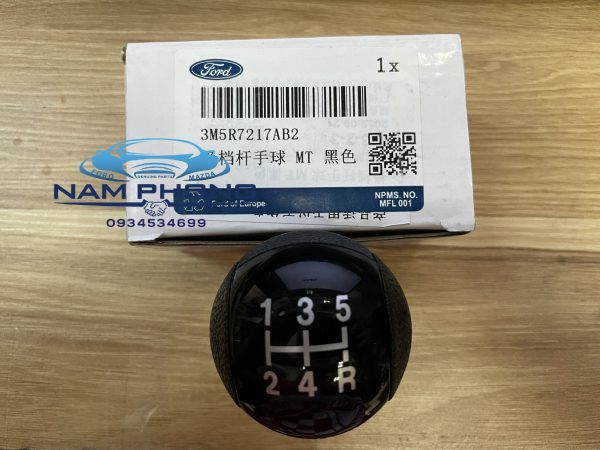 Ford
1x
3M5R7217AB2
档杆手球 MT 黑色
FORD
MAZDA
NAM PHONG
0934534699
Ford of Europe
NPMS. NO.
MFL 001
1 3 5
2 4 R